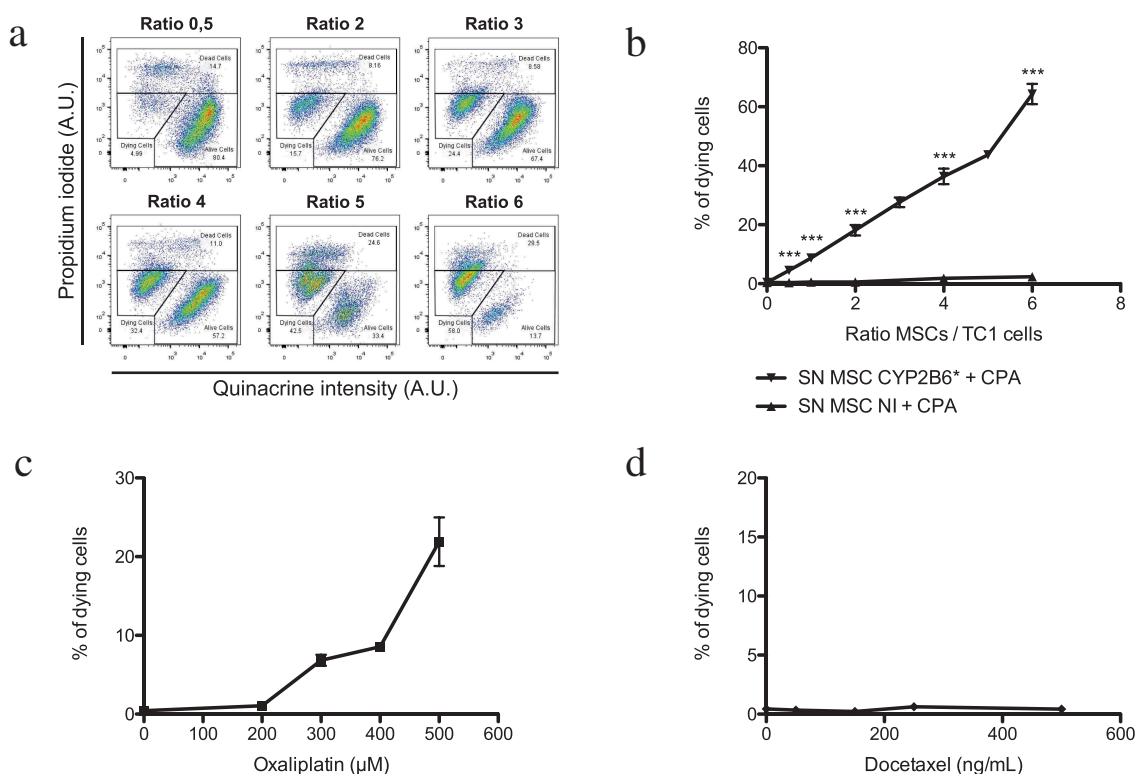 a
Ratio 0,5
Ratio 2
Ratio 3
Dead Cells
14.7
Dying Cells
4.99
Alive Cells
80.4
Dead Cells
8.16
Dying Cells
15.7
Alive Cells
76.2
Dead Cells
8.58
Dying Cells
24.4
Alive Cells
67.4
Ratio 4
Ratio 5
Ratio 6
Dead Cells
11.0
Dying Cells
32.4
Alive Cells
57.2
Dead Cells
24.6
Dying Cells
42.5
Alive Cells
33.4
Dead Cells
28.5
Dying Cells
58.0
Alive Cells
13.7
Propidium iodide (A.U.)
Quinacrine intensity (A.U.)
b
% of dying cells
80
60
40
20
0
*** *** *** *** ***
0 2 4 6 8
Ratio MSCs / TC1 cells
SN MSC CYP2B6* + CPA
SN MSC NI + CPA
c
% of dying cells
30
20
10
0
0 100 200 300 400 500 600
Oxaliplatin (µM)
d
% of dying cells
20
15
10
5
0
0 200 400 600
Docetaxel (ng/mL)